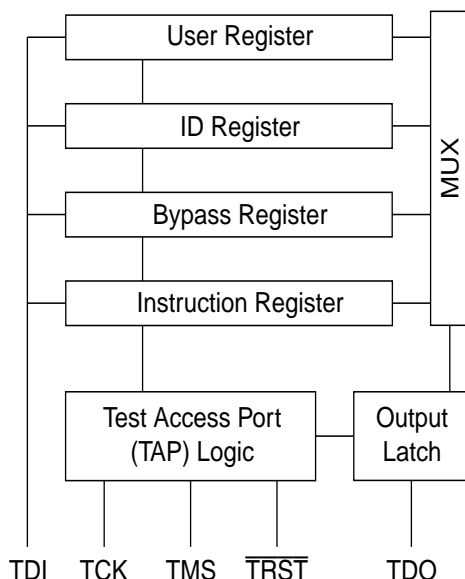 User Register
ID Register
MUX
Bypass Register
Instruction Register
Test Access Port
(TAP) Logic
Output
Latch
TDI
TCK
TMS
T̅R̅S̅T̅
TDO